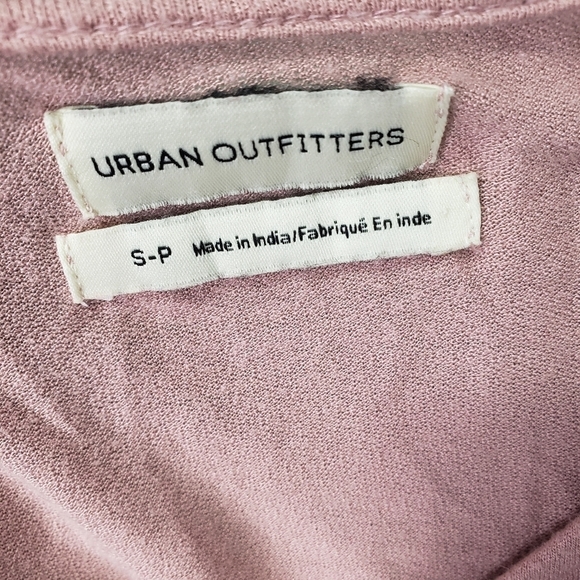 URBAN OUTFITTERS
S-P Made in India/Fabriqué En inde